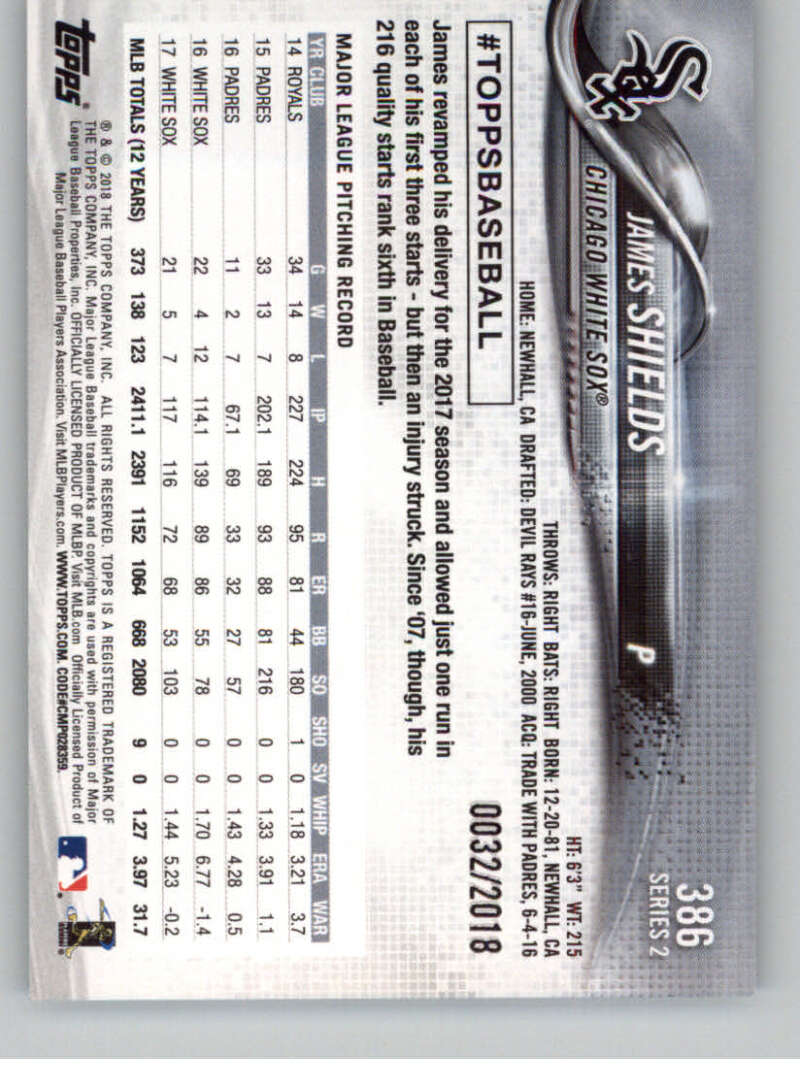 386
SERIES 2
Sox
JAMES SHIELDS P
CHICAGO WHITE SOX®
HT: 6'3" WT: 215
THROWS: RIGHT BATS: RIGHT BORN: 12-20-81, NEWHALL, CA
HOME: NEWHALL, CA DRAFTED: DEVIL RAYS #16-JUNE, 2000 ACQ: TRADE WITH PADRES, 6-4-16
#TOPPSBASEBALL
0032/2018
James revamped his delivery for the 2017 season and allowed just one run in
each of his first three starts - but then an injury struck. Since '07, though, his
216 quality starts rank sixth in Baseball.
MAJOR LEAGUE PITCHING RECORD
YR CLUB G W L IP H R ER BB SO SHO SV WHIP ERA WAR
14 ROYALS 34 14 8 227 224 95 81 44 180 1 0 1.18 3.21 3.7
15 PADRES 33 13 7 202.1 189 93 88 81 216 0 0 1.33 3.91 1.1
16 PADRES 11 2 7 67.1 69 33 32 27 57 0 0 1.43 4.28 0.5
16 WHITE SOX 22 4 12 114.1 139 89 86 55 78 0 0 1.70 6.77 -1.4
17 WHITE SOX 21 5 7 117 116 72 68 53 103 0 0 1.44 5.23 -0.2
MLB TOTALS (12 YEARS) 373 138 123 2411.1 2391 1152 1064 668 2080 9 0 1.27 3.97 31.7
topps®
® & © 2018 THE TOPPS COMPANY, INC. ALL RIGHTS RESERVED. TOPPS IS A REGISTERED TRADEMARK OF
THE TOPPS COMPANY, INC. Major League Baseball trademarks and copyrights are used with permission of Major
League Baseball Properties, Inc. OFFICIALLY LICENSED PRODUCT OF MLBP. Visit MLB.com Officially Licensed Product of
Major League Baseball Players Association. Visit MLBPlayers.com. WWW.TOPPS.COM. CODE#CMP028359.